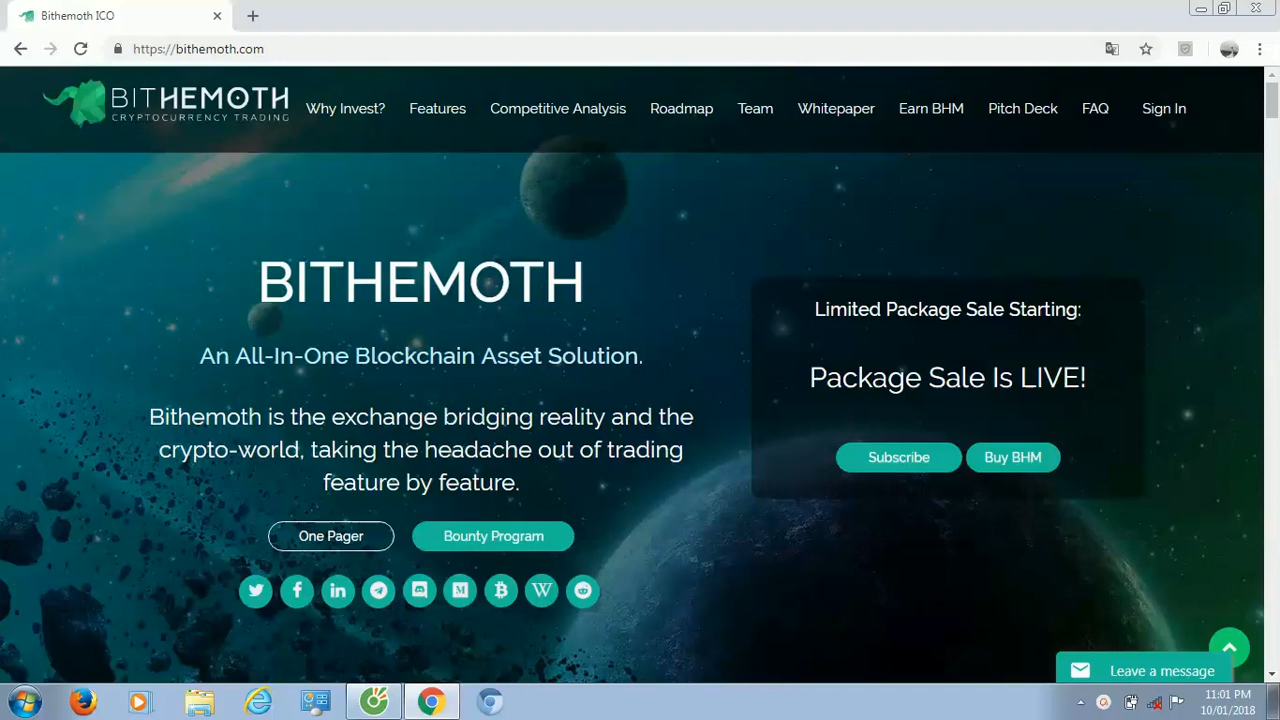 Bithemoth ICO
https://bithemoth.com
BITHEMOTH
CRYPTOCURRENCY TRADING
Why Invest?
Features
Competitive Analysis
Roadmap
Team
Whitepaper
Earn BHM
Pitch Deck
FAQ
Sign In
BITHEMOTH
An All-In-One Blockchain Asset Solution.
Bithemoth is the exchange bridging reality and the
crypto-world, taking the headache out of trading
feature by feature.
One Pager
Bounty Program
Limited Package Sale Starting:
Package Sale Is LIVE!
Subscribe
Buy BHM
Leave a message
11:01 PM
10/01/2018